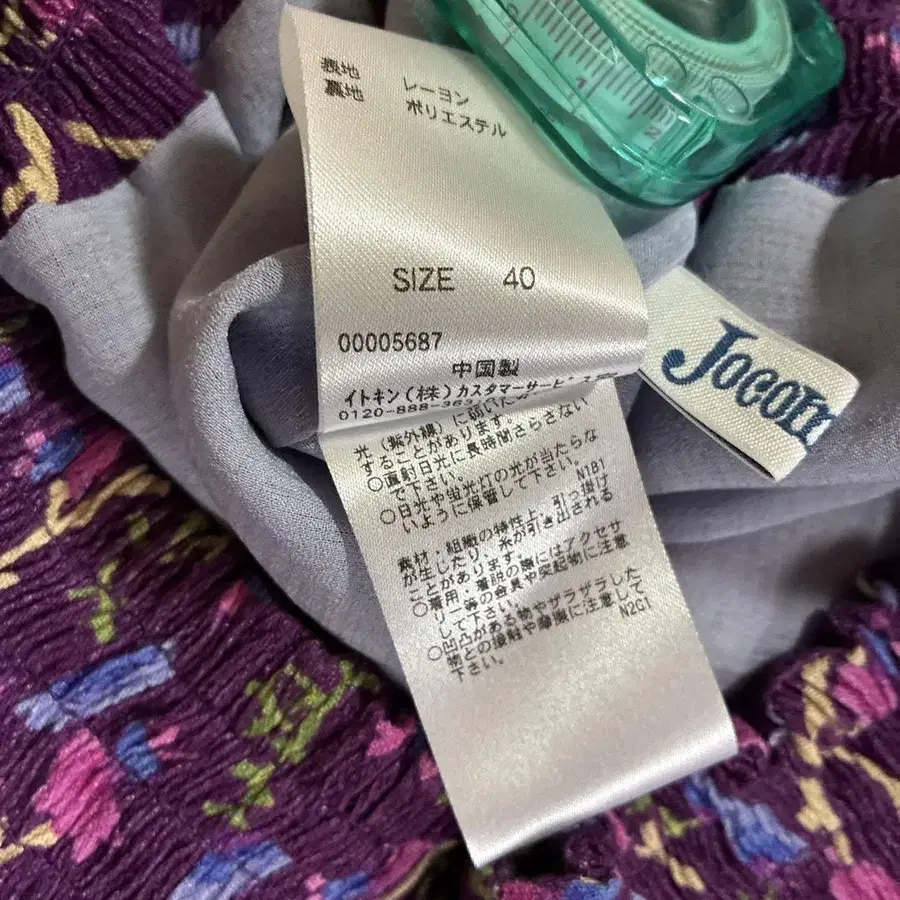 表地 レーヨン
裏地 ポリエステル
SIZE 40
00005687
中国製
イトキン(株)カスタマーサービス
0120-888-363
光(紫外線)に弱いため
することがあります。
○直射日光に長時間さらさない
で下さい。
○日光や蛍光灯の光が当たらな
いように保管して下さい。
N1B1
素材・組織の特性上、引っ掛け
が生じたり、糸が引き出される
ことがあります。
○着用・着脱の際にはアクセサ
リー等の金具や突起物に注意
して下さい。
○凹凸がある物やザラザラした
物との接触や摩擦に注意して
下さい。
N2G1
Jocom
1
2